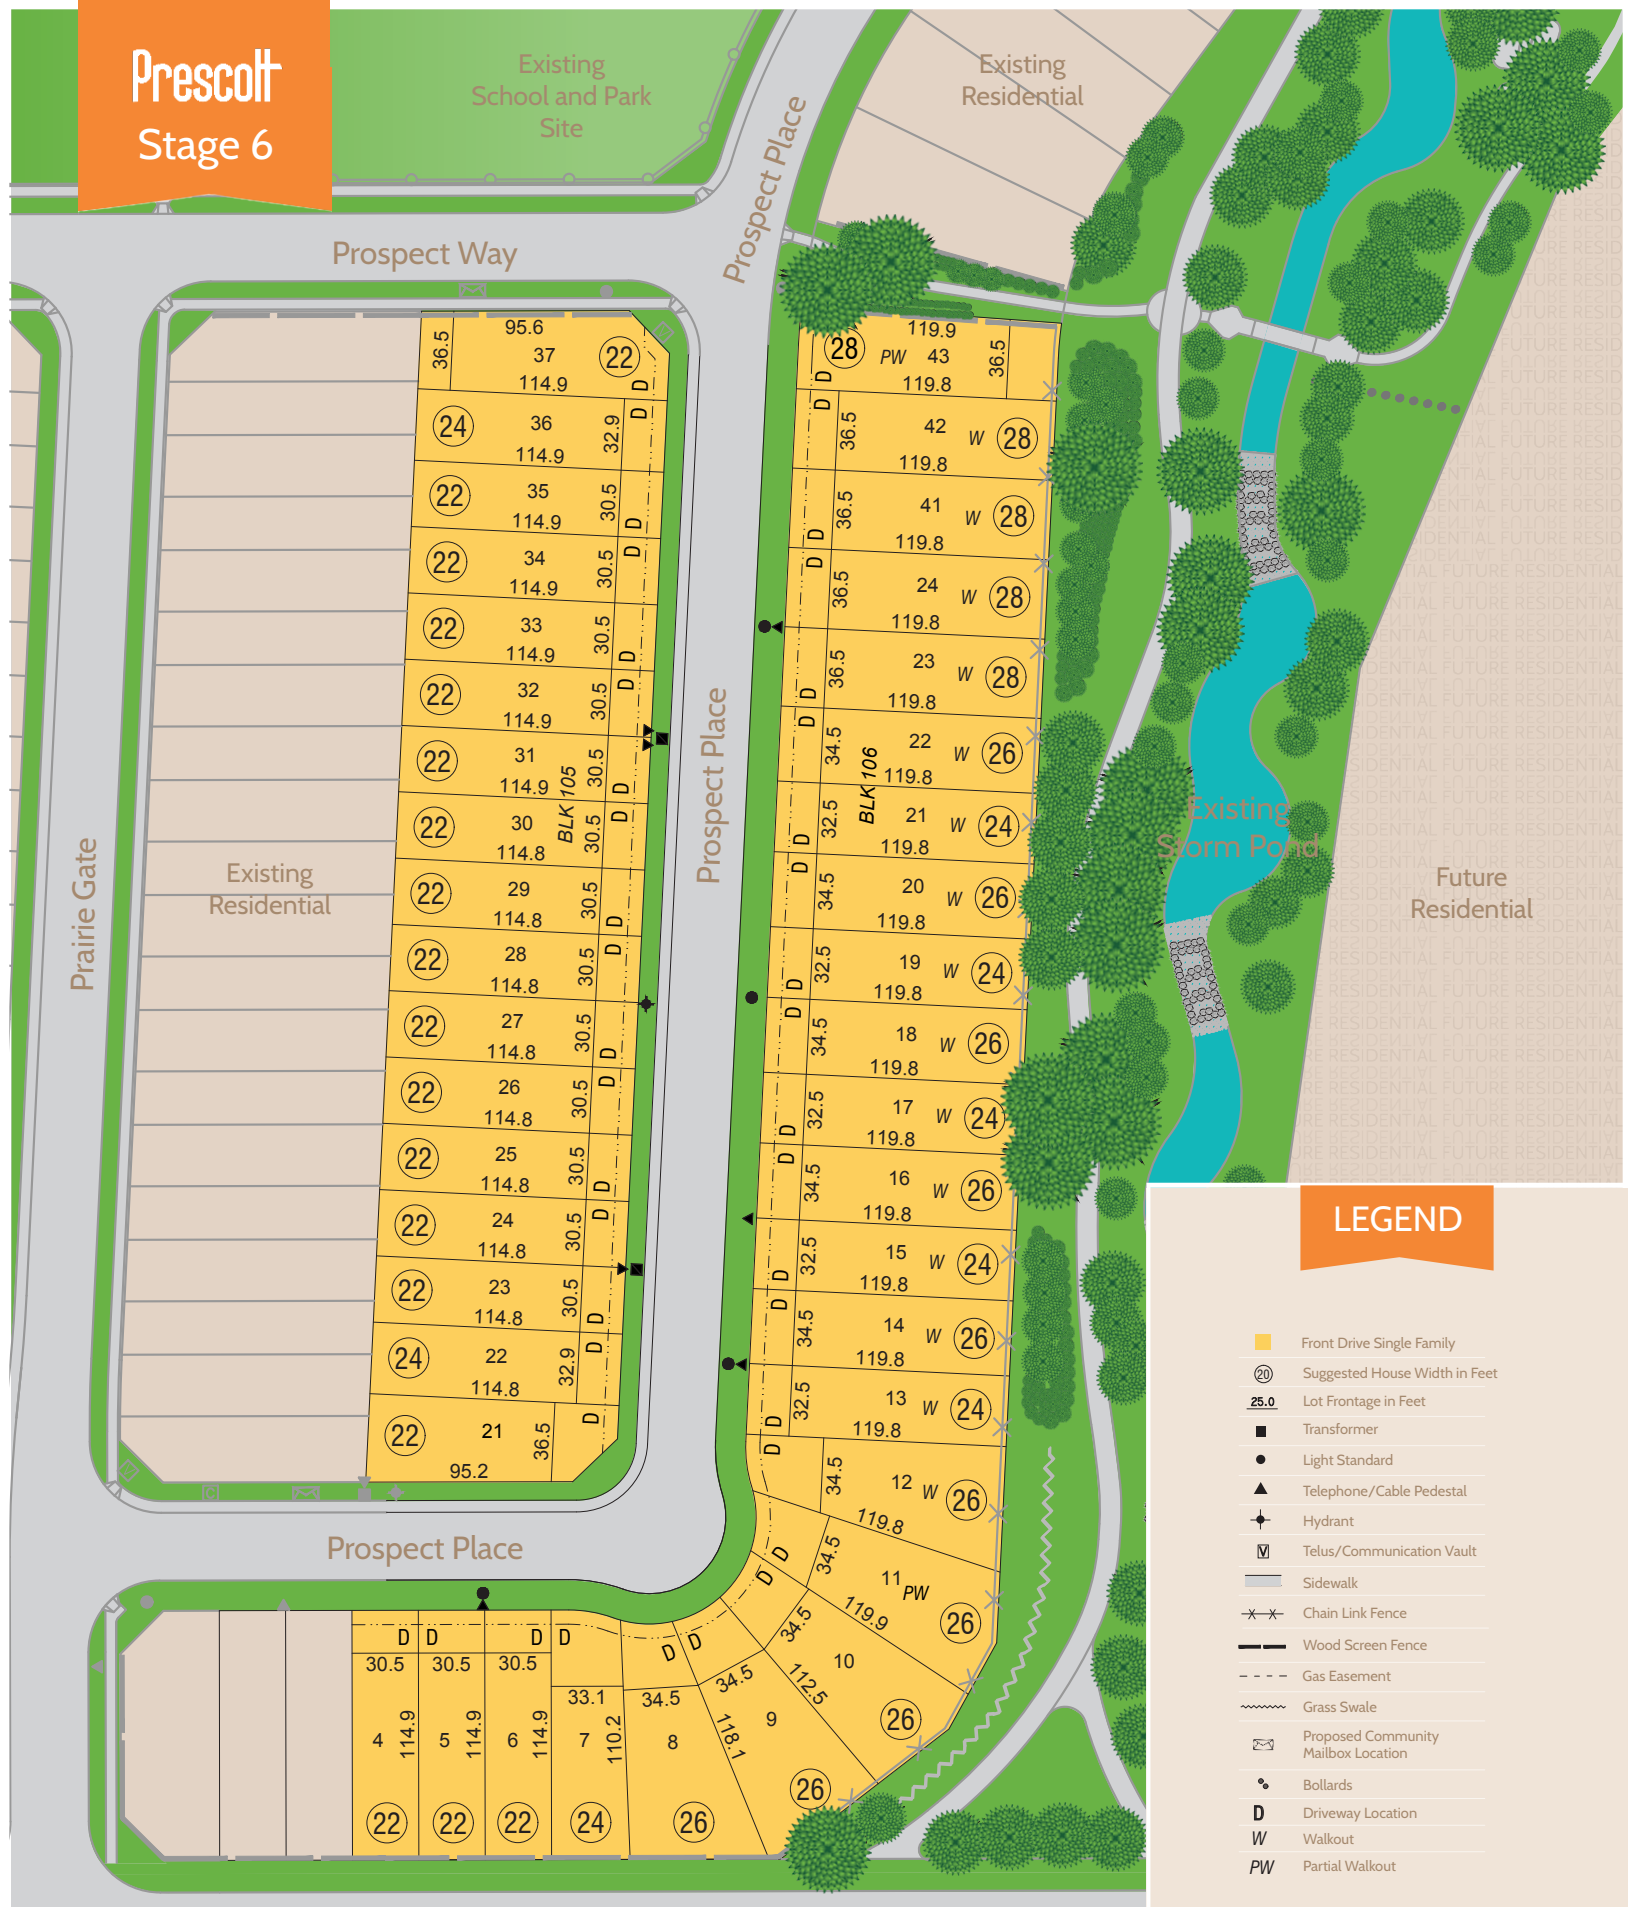 Prescott
Stage 6
Existing
School and Park
Site
Existing
Residential
Prospect Place
Prospect Way
95.6
36.5
37
22
114.9
D
24
36
114.9
32.9
D
22
35
114.9
30.5
D
22
34
114.9
30.5
D
22
33
114.9
30.5
D
22
32
114.9
30.5
D
22
31
114.9
30.5
D
BLK 105
22
30
114.8
30.5
D
22
29
114.8
30.5
D
22
28
114.8
30.5
D
22
27
114.8
30.5
D
22
26
114.8
30.5
D
22
25
114.8
30.5
D
22
24
114.8
30.5
D
22
23
114.8
30.5
D
24
22
114.8
32.9
D
22
21
95.2
36.5
D
Prairie Gate
Existing
Residential
Prospect Place
119.9
28
PW 43
36.5
119.8
D
D
36.5
42
W
28
119.8
36.5
41
W
28
119.8
D
D
36.5
24
W
28
119.8
36.5
23
W
28
119.8
D
D
34.5
22
W
26
119.8
BLK 106
32.5
21
W
24
119.8
D
D
34.5
20
W
26
119.8
32.5
19
W
24
119.8
D
D
34.5
18
W
26
119.8
32.5
17
W
24
119.8
D
D
34.5
16
W
26
119.8
32.5
15
W
24
119.8
D
D
34.5
14
W
26
119.8
32.5
13
W
24
119.8
D
D
34.5
12
W
26
119.8
34.5
11
PW
26
119.9
D
D
34.5
10
26
112.5
34.5
9
26
118.1
D
D
34.5
8
26
Prospect Place
D
30.5
4
114.9
22
D
30.5
5
114.9
22
D
30.5
6
114.9
22
D
33.1
7
110.2
24
Existing
Storm Pond
Future
Residential
FUTURE RESIDENTIAL
LEGEND
Front Drive Single Family
20
Suggested House Width in Feet
25.0
Lot Frontage in Feet
Transformer
Light Standard
Telephone/Cable Pedestal
Hydrant
V
Telus/Communication Vault
Sidewalk
Chain Link Fence
Wood Screen Fence
Gas Easement
Grass Swale
Proposed Community
Mailbox Location
Bollards
D
Driveway Location
W
Walkout
PW
Partial Walkout